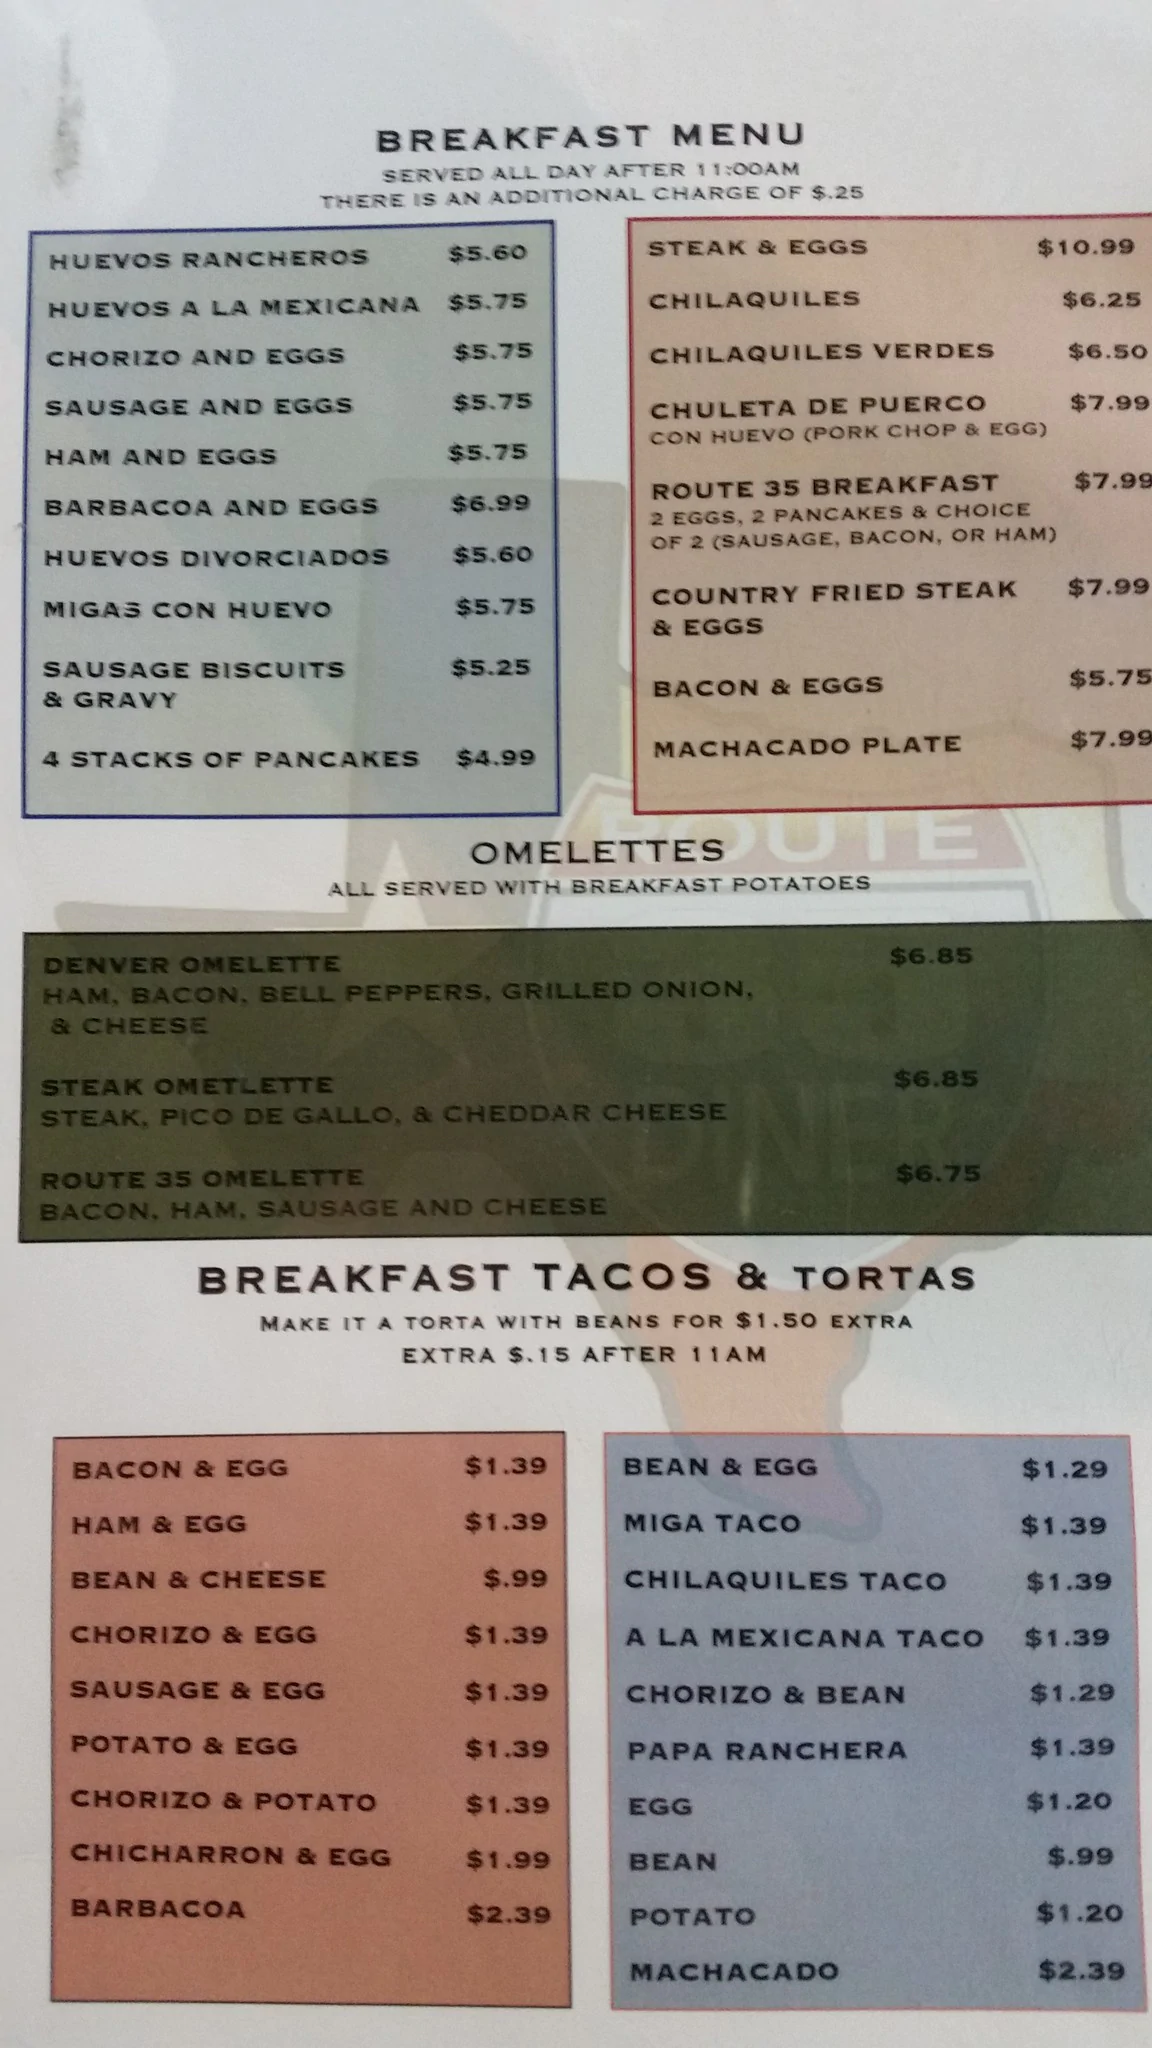 BREAKFAST MENU
SERVED ALL DAY AFTER 11:00AM
THERE IS AN ADDITIONAL CHARGE OF $.25
HUEVOS RANCHEROS $5.60
HUEVOS A LA MEXICANA $5.75
CHORIZO AND EGGS $5.75
SAUSAGE AND EGGS $5.75
HAM AND EGGS $5.75
BARBACOA AND EGGS $6.99
HUEVOS DIVORCIADOS $5.60
MIGAS CON HUEVO $5.75
SAUSAGE BISCUITS $5.25
& GRAVY
4 STACKS OF PANCAKES $4.99
STEAK & EGGS $10.99
CHILAQUILES $6.25
CHILAQUILES VERDES $6.50
CHULETA DE PUERCO $7.99
CON HUEVO (PORK CHOP & EGG)
ROUTE 35 BREAKFAST $7.99
2 EGGS, 2 PANCAKES & CHOICE
OF 2 (SAUSAGE, BACON, OR HAM)
COUNTRY FRIED STEAK $7.99
& EGGS
BACON & EGGS $5.75
MACHACADO PLATE $7.99
ROUTE
OMELETTES
ALL SERVED WITH BREAKFAST POTATOES
DENVER OMELETTE $6.85
HAM, BACON, BELL PEPPERS, GRILLED ONION,
& CHEESE
STEAK OMETLETTE $6.85
STEAK, PICO DE GALLO, & CHEDDAR CHEESE
ROUTE 35 OMELETTE $6.75
BACON, HAM, SAUSAGE AND CHEESE
DINER
BREAKFAST TACOS & TORTAS
MAKE IT A TORTA WITH BEANS FOR $1.50 EXTRA
EXTRA $.15 AFTER 11AM
BACON & EGG $1.39
HAM & EGG $1.39
BEAN & CHEESE $.99
CHORIZO & EGG $1.39
SAUSAGE & EGG $1.39
POTATO & EGG $1.39
CHORIZO & POTATO $1.39
CHICHARRON & EGG $1.99
BARBACOA $2.39
BEAN & EGG $1.29
MIGA TACO $1.39
CHILAQUILES TACO $1.39
A LA MEXICANA TACO $1.39
CHORIZO & BEAN $1.29
PAPA RANCHERA $1.39
EGG $1.20
BEAN $.99
POTATO $1.20
MACHACADO $2.39